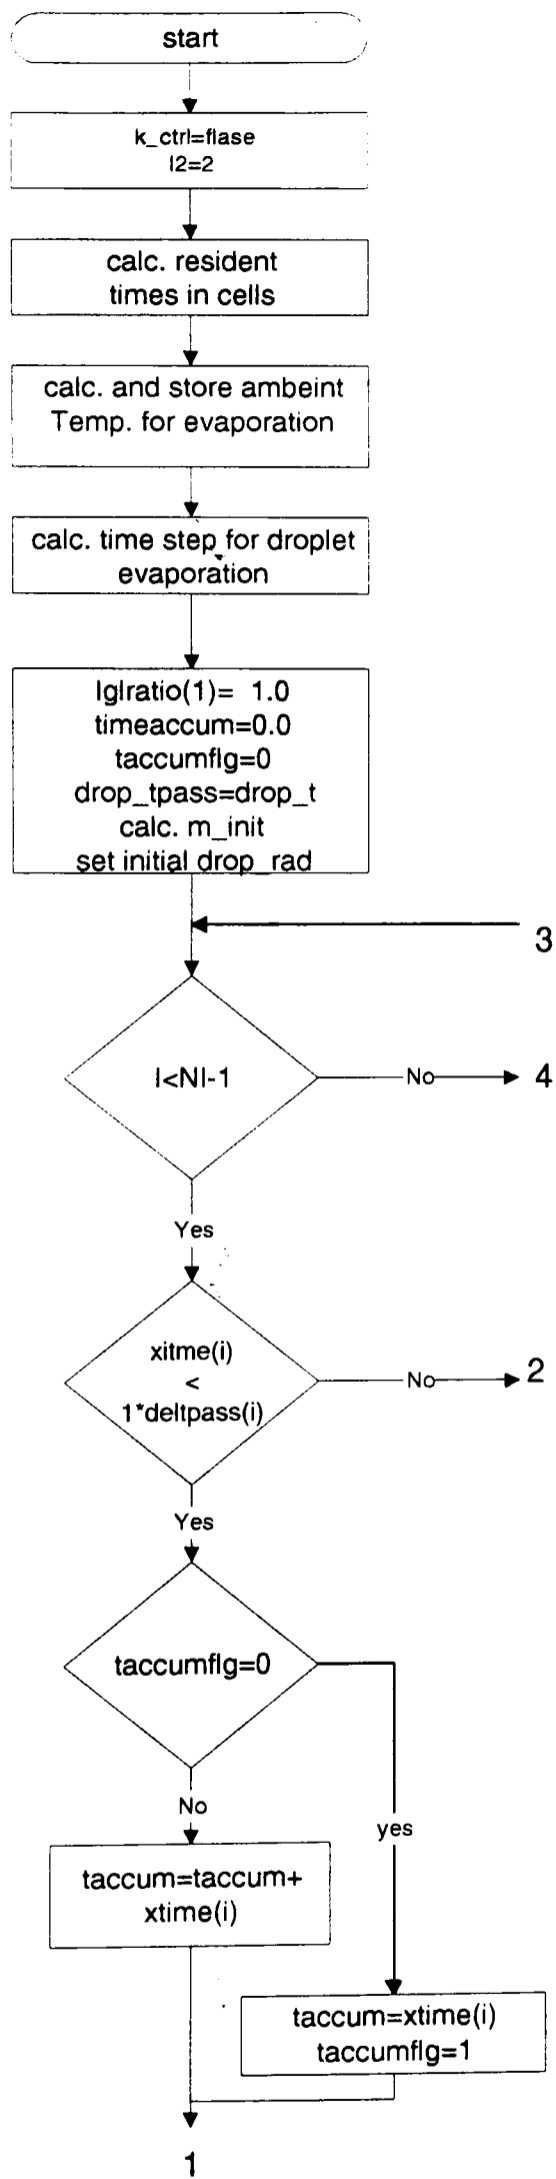 start
k_ctrl=flase
I2=2
calc. resident
times in cells
calc. and store ambeint
Temp. for evaporation
calc. time step for droplet
evaporation
lglratio(1)= 1.0
timeaccum=0.0
taccumflg=0
drop_tpass=drop_t
calc. m_init
set initial drop_rad
3
I<NI-1
No
4
Yes
xitme(i)
<
1*deltpass(i)
No
2
Yes
taccumflg=0
No
yes
taccum=taccum+
xtime(i)
taccum=xtime(i)
taccumflg=1
1